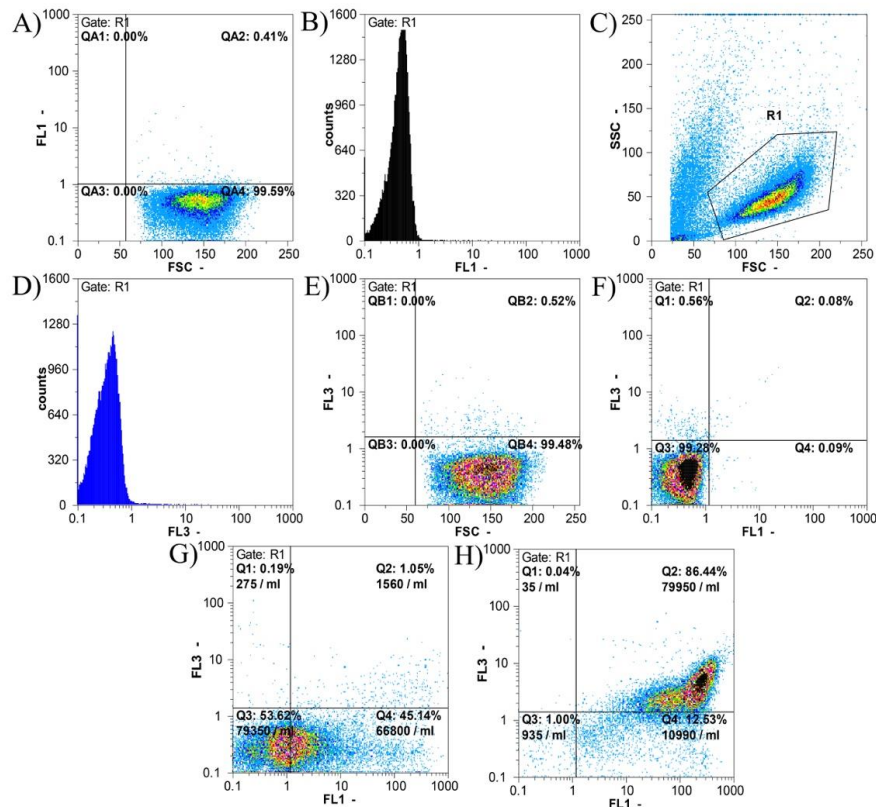 A)
Gate: R1
QA1: 0.00% QA2: 0.41%
1000
100
10
1
0.1
FL1 -
QA3: 0.00% QA4: 99.59%
0 50 100 150 200 250
FSC -
B)
Gate: R1
1600
1280
960
640
320
0
counts
0.1 1 10 100 1000
FL1 -
C)
250
200
150
100
50
0
SSC -
R1
0 50 100 150 200 250
FSC -
D)
Gate: R1
1600
1280
960
640
320
0
counts
0.1 1 10 100 1000
FL3 -
E)
Gate: R1
QB1: 0.00% QB2: 0.52%
1000
100
10
1
0.1
FL3 -
QB3: 0.00% QB4: 99.48%
0 50 100 150 200 250
FSC -
F)
Gate: R1
Q1: 0.56% Q2: 0.08%
1000
100
10
1
0.1
FL3 -
Q3: 99.28% Q4: 0.09%
0.1 1 10 100 1000
FL1 -
G)
Gate: R1
Q1: 0.19% Q2: 1.05%
275 / ml 1560 / ml
1000
100
10
1
0.1
FL3 -
Q3: 53.62% Q4: 45.14%
79350 / ml 66800 / ml
0.1 1 10 100 1000
FL1 -
H)
Gate: R1
Q1: 0.04% Q2: 86.44%
35 / ml 79950 / ml
1000
100
10
1
0.1
FL3 -
Q3: 1.00% Q4: 12.53%
935 / ml 10990 / ml
0.1 1 10 100 1000
FL1 -